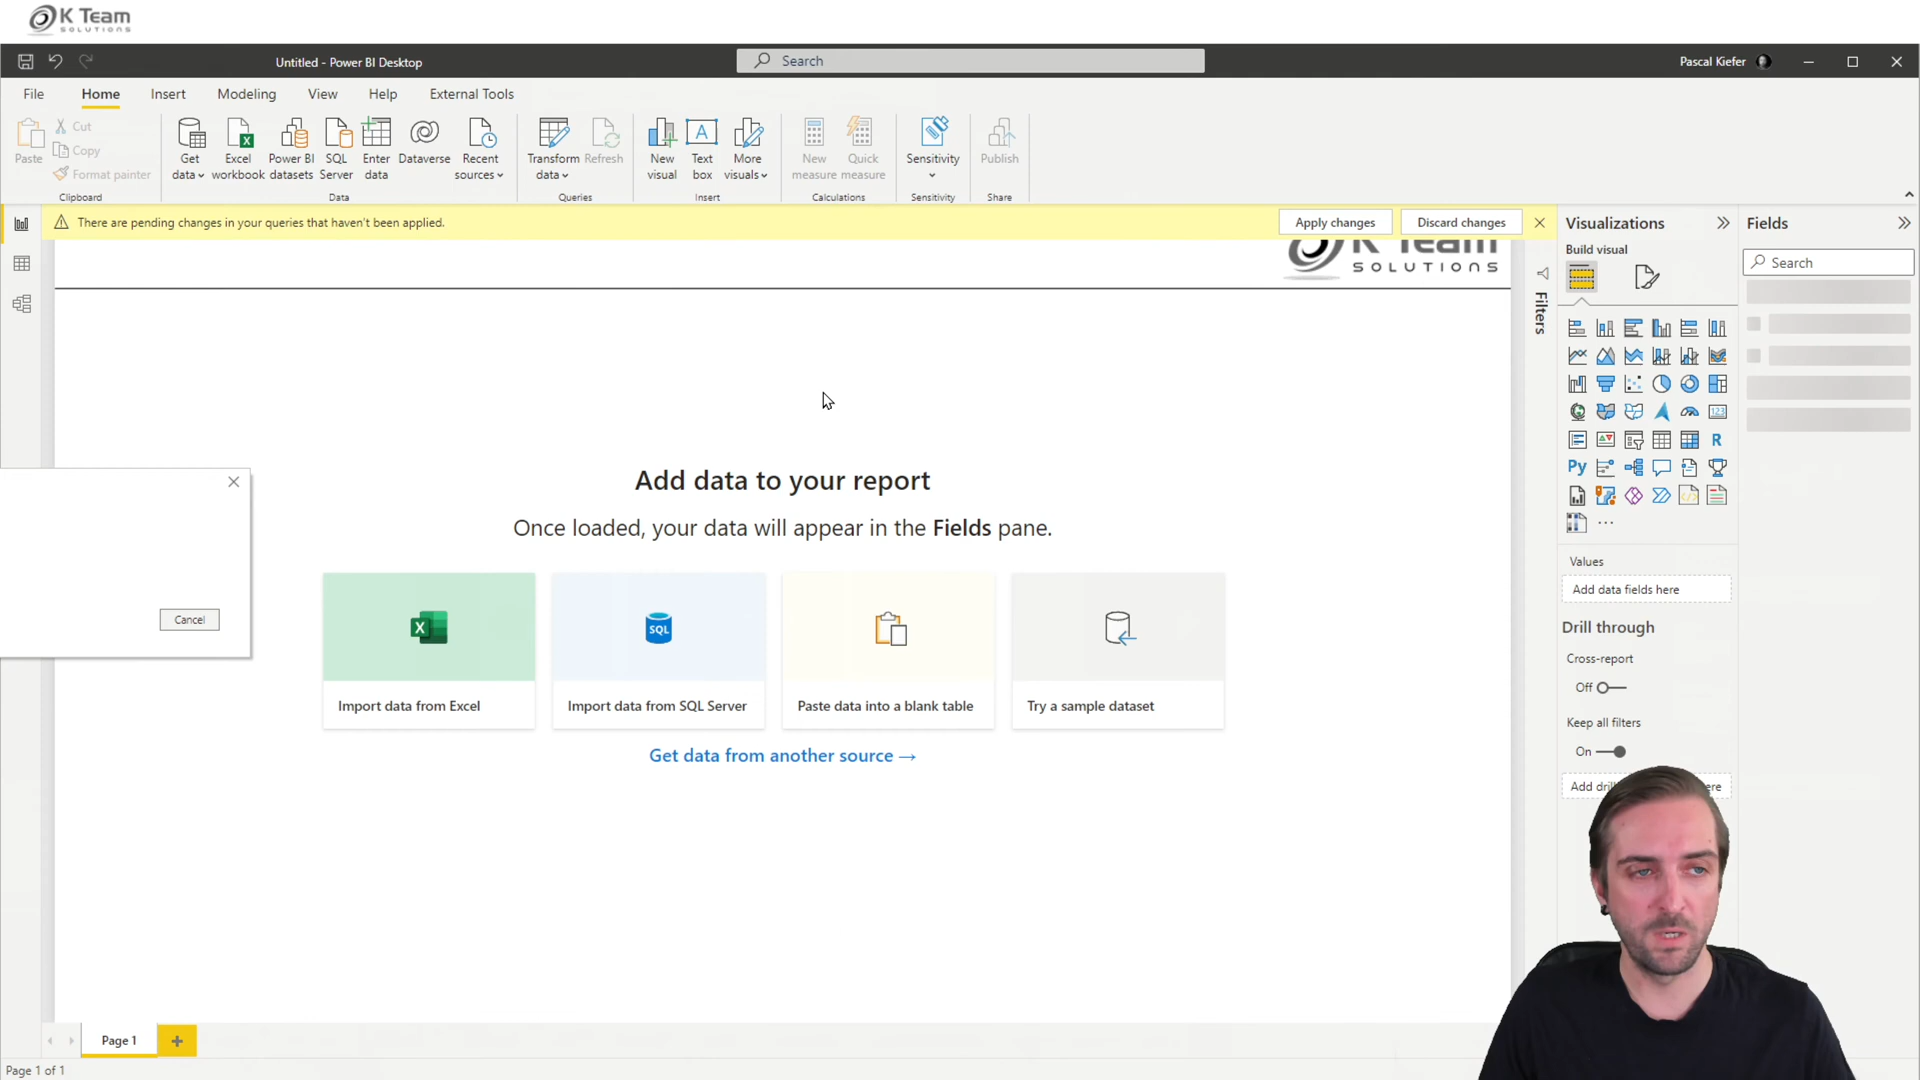 K Team
SOLUTIONS
Untitled - Power BI Desktop
Search
Pascal Kiefer
File
Home
Insert
Modeling
View
Help
External Tools
Paste
Cut
Copy
Format painter
Clipboard
Get data
Excel workbook
Power BI datasets
SQL Server
Enter data
Dataverse
Recent sources
Data
Transform data
Refresh
Queries
New visual
Text box
More visuals
Insert
New measure
Quick measure
Calculations
Sensitivity
Sensitivity
Publish
Share
There are pending changes in your queries that haven't been applied.
Apply changes
Discard changes
K Team
SOLUTIONS
Filters
Visualizations
Build visual
Fields
Search
R
Py
123
Values
Add data fields here
Drill through
Cross-report
Off
Keep all filters
On
Add
ere
Cancel
Add data to your report
Once loaded, your data will appear in the Fields pane.
X
SQL
Import data from Excel
Import data from SQL Server
Paste data into a blank table
Try a sample dataset
Get data from another source →
Page 1
Page 1 of 1